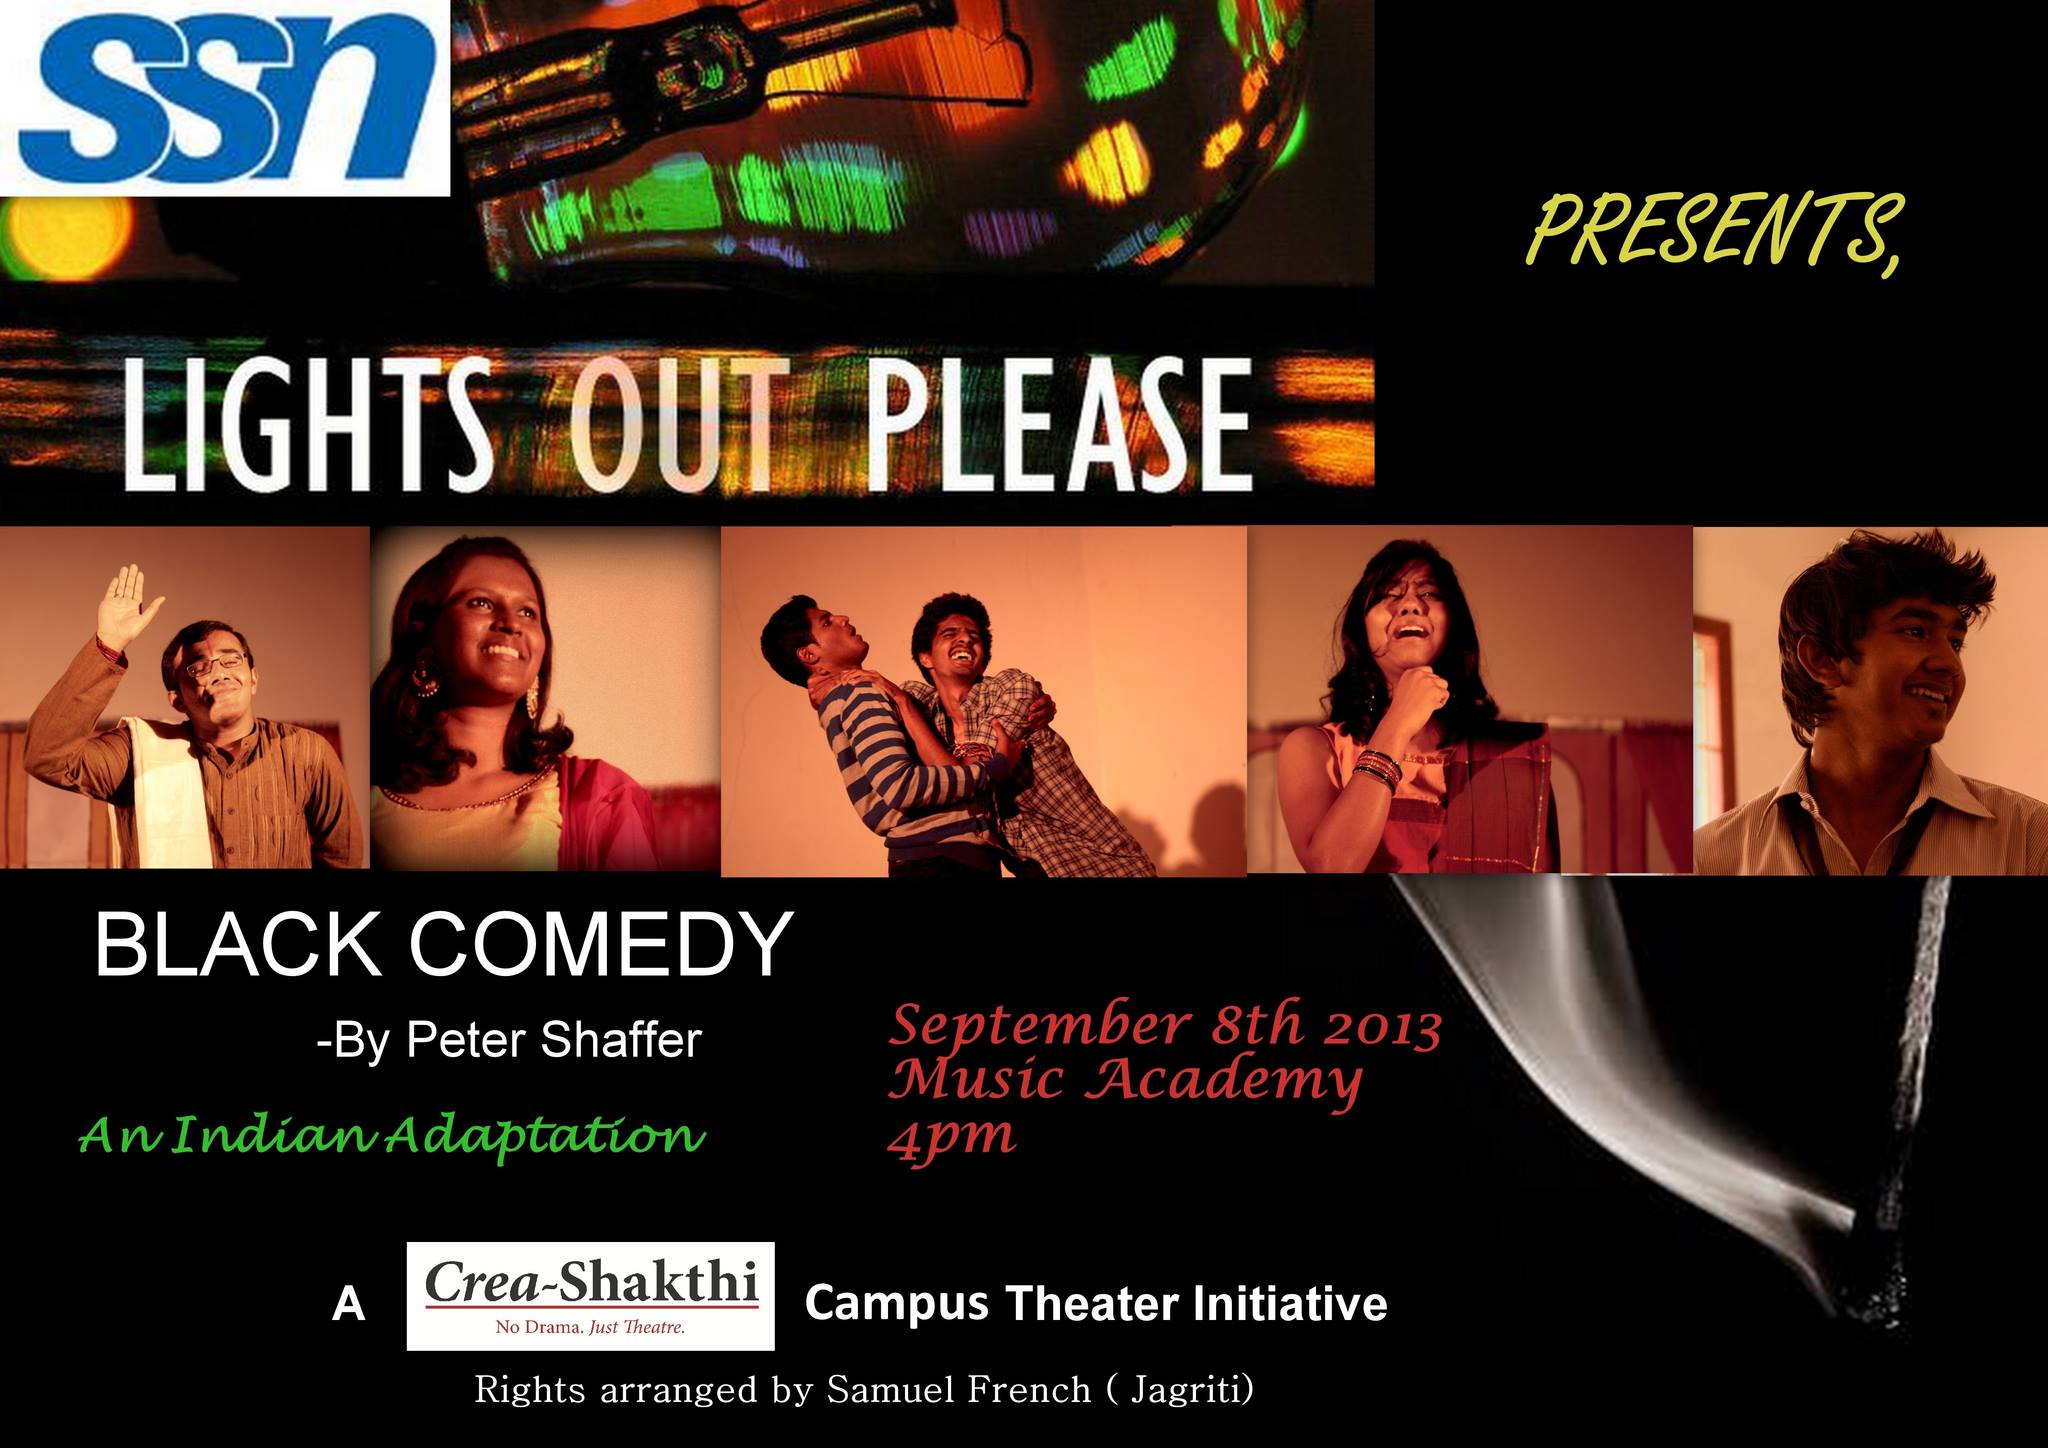 ssn
PRESENTS,
LIGHTS OUT PLEASE
BLACK COMEDY
-By Peter Shaffer
An Indian Adaptation
September 8th 2013
Music Academy
4pm
A Crea-Shakthi Campus Theater Initiative
No Drama. Just Theatre.
Rights arranged by Samuel French ( Jagriti)